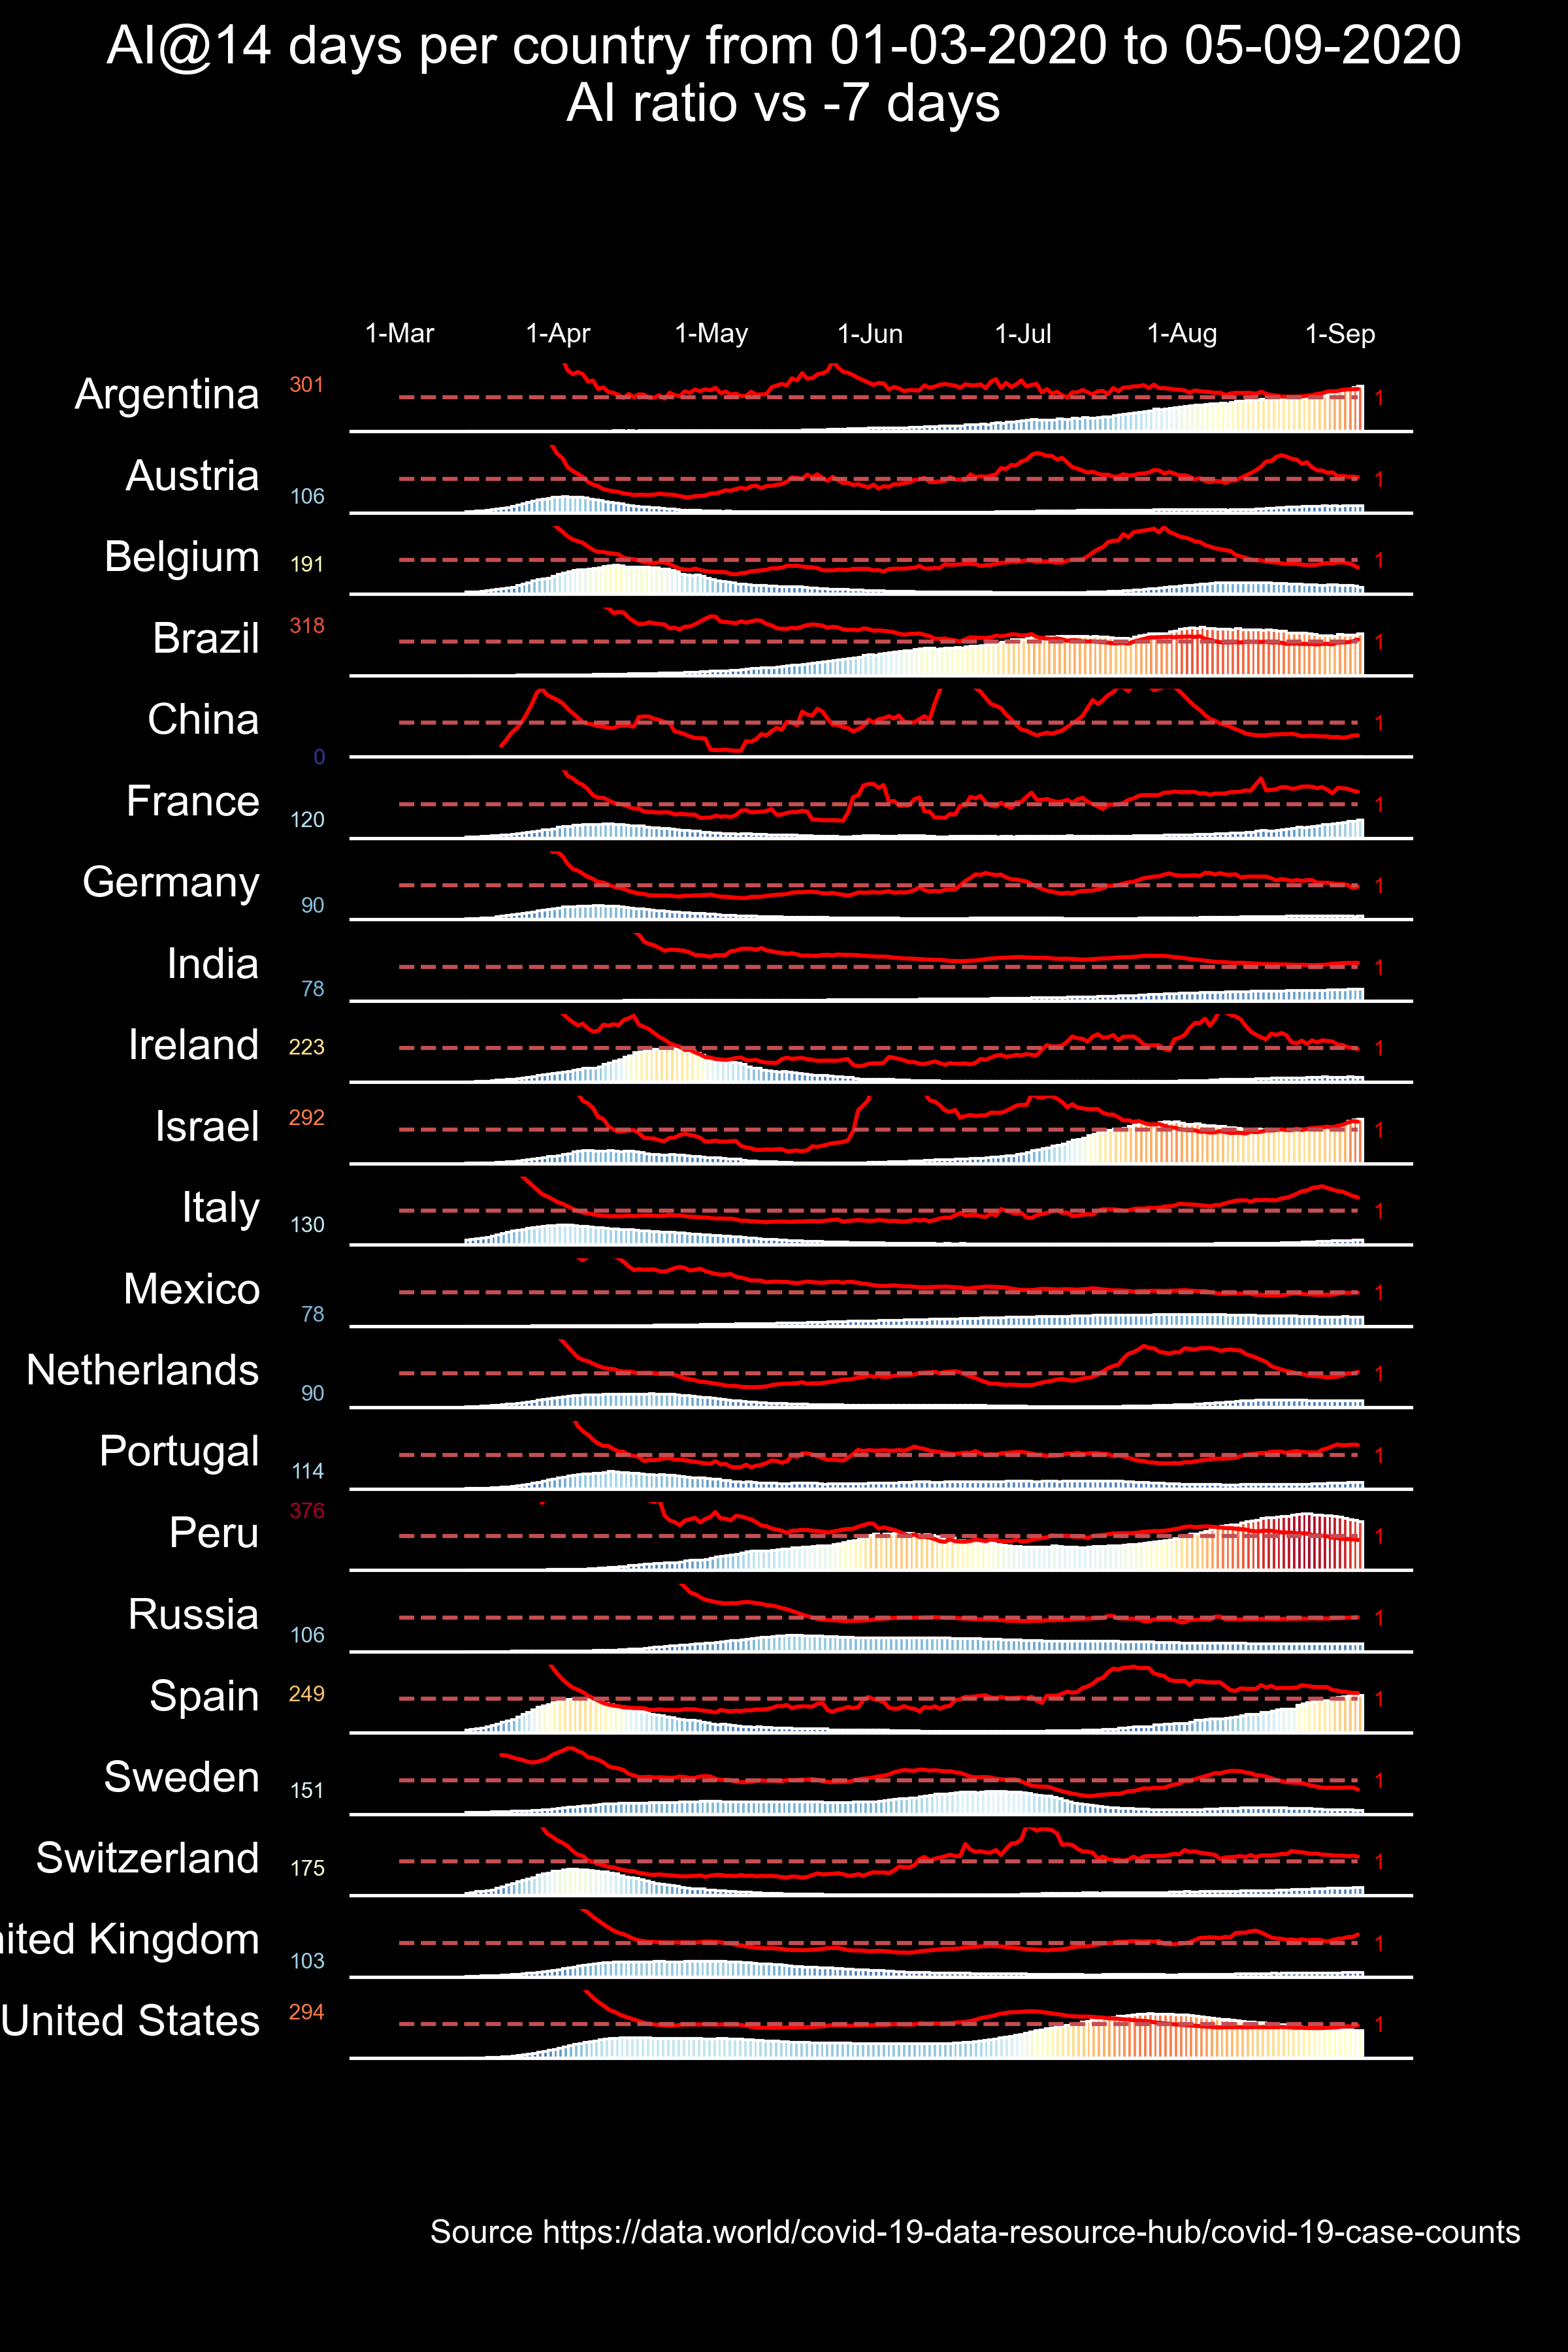 AI@14 days per country from 01-03-2020 to 05-09-2020
AI ratio vs -7 days
1-Mar 1-Apr 1-May 1-Jun 1-Jul 1-Aug 1-Sep
Argentina 301 1
Austria 106 1
Belgium 191 1
Brazil 318 1
China 0 1
France 120 1
Germany 90 1
India 78 1
Ireland 223 1
Israel 292 1
Italy 130 1
Mexico 78 1
Netherlands 90 1
Portugal 114 1
Peru 376 1
Russia 106 1
Spain 249 1
Sweden 151 1
Switzerland 175 1
ited Kingdom 103 1
United States 294 1
Source https://data.world/covid-19-data-resource-hub/covid-19-case-counts